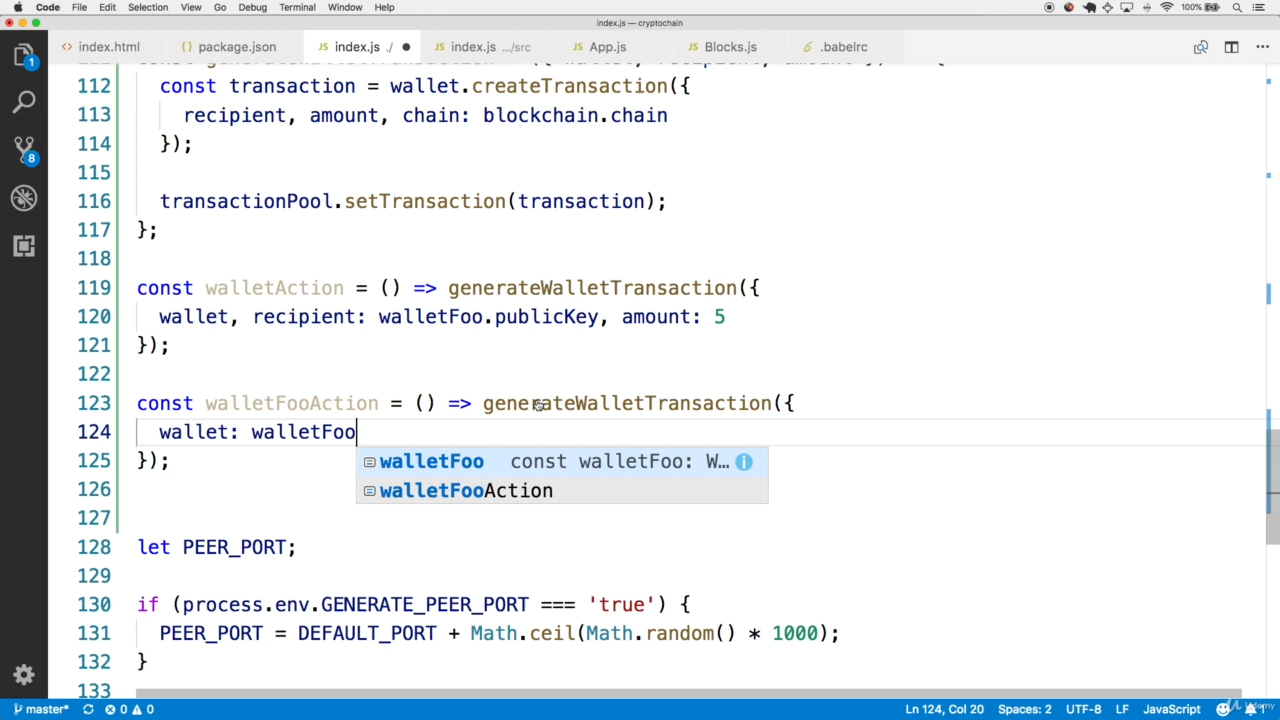 Code File Edit Selection View Go Debug Terminal Window Help 100%
index.js — cryptochain
index.html package.json index.js ./ index.js .../src App.js Blocks.js .babelrc
112 const transaction = wallet.createTransaction({
113 recipient, amount, chain: blockchain.chain
114 });
115
116 transactionPool.setTransaction(transaction);
117 };
118
119 const walletAction = () => generateWalletTransaction({
120 wallet, recipient: walletFoo.publicKey, amount: 5
121 });
122
123 const walletFooAction = () => generateWalletTransaction({
124 wallet: walletFoo
125 });
walletFoo const walletFoo: W…
126 walletFooAction
127
128 let PEER_PORT;
129
130 if (process.env.GENERATE_PEER_PORT === 'true') {
131 PEER_PORT = DEFAULT_PORT + Math.ceil(Math.random() * 1000);
132 }
133
1
8
master* 0 0 Ln 124, Col 20 Spaces: 2 UTF-8 LF JavaScript 1